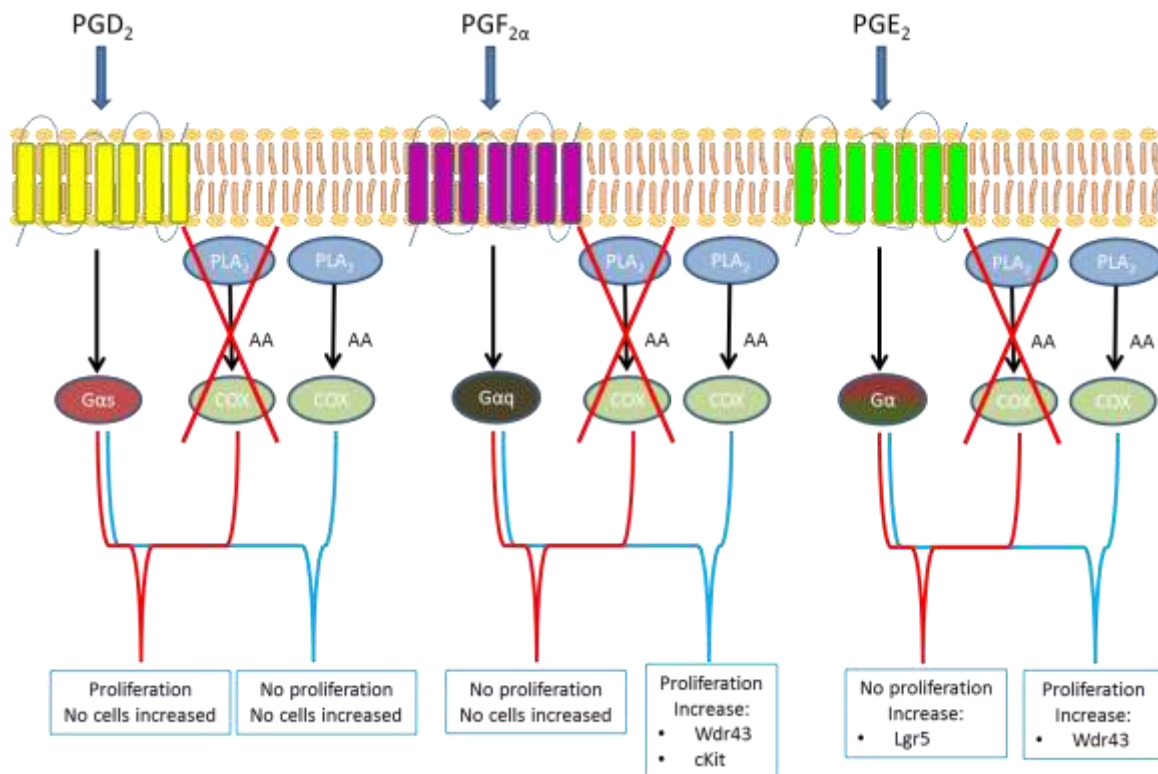 PGD₂
PGF₂α
PGE₂
PLA₂
PLA₂
PLA₂
PLA₂
PLA₂
PLA₂
AA
AA
AA
AA
AA
AA
Gαs
COX
COX
Gαq
COX
COX
Gα
COX
COX
Proliferation
No cells increased
No proliferation
No cells increased
No proliferation
No cells increased
Proliferation
Increase:
• Wdr43
• cKit
No proliferation
Increase:
• Lgr5
Proliferation
Increase:
• Wdr43